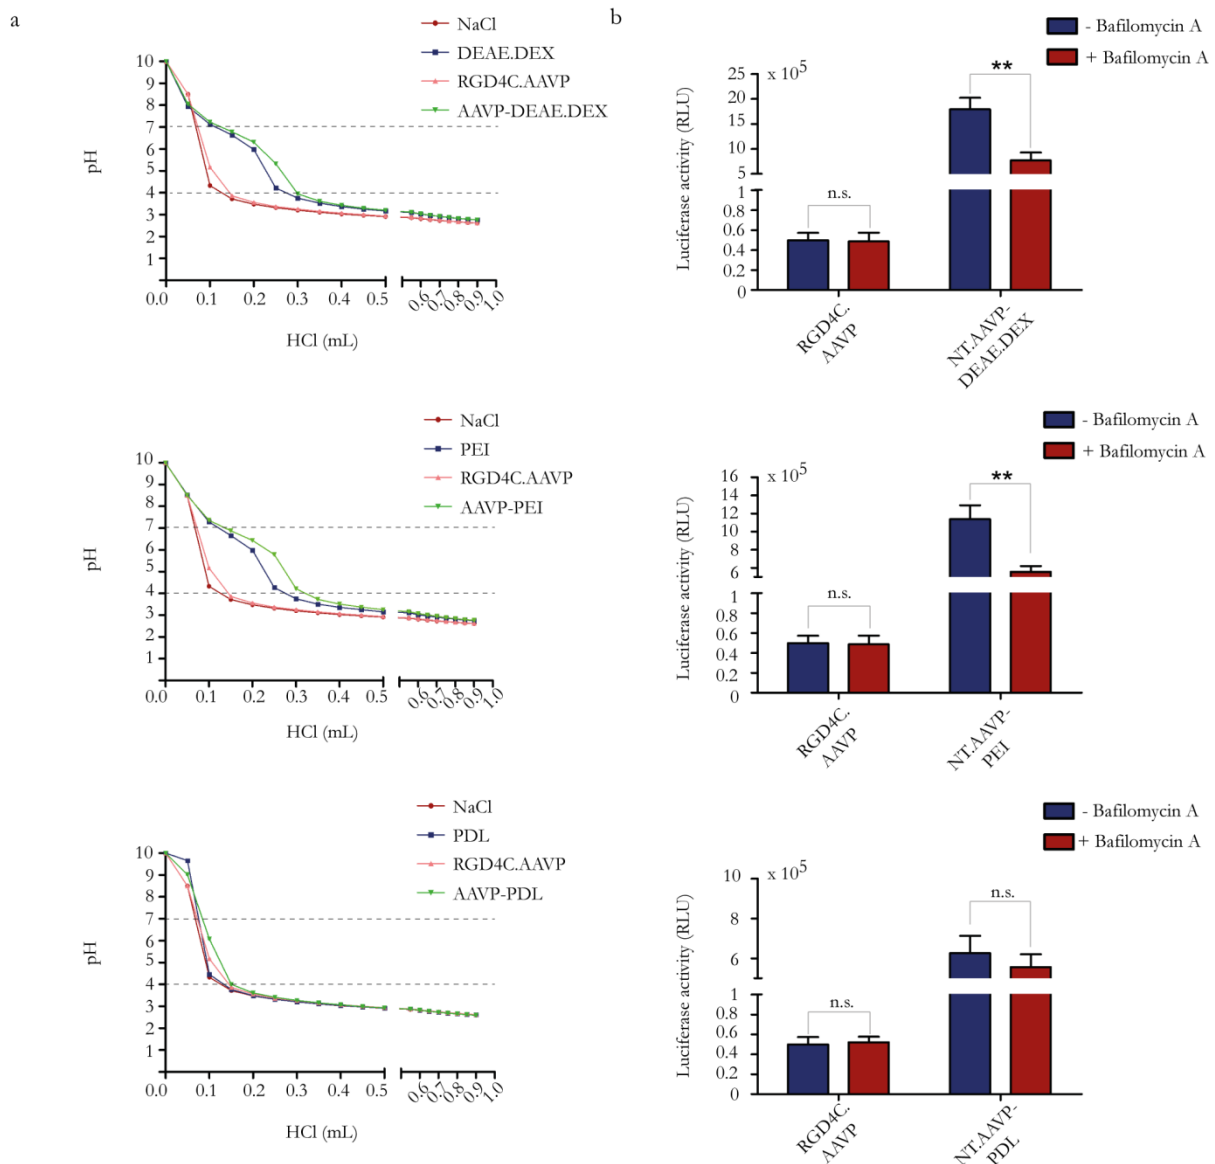 a
NaCl
DEAE.DEX
RGD4C.AAVP
AAVP-DEAE.DEX
10
9
8
7
6
5
4
3
2
1
pH
0.0 0.1 0.2 0.3 0.4 0.5 0.6 0.7 0.8 0.9 1.0
HCl (mL)
b
- Bafilomycin A
+ Bafilomycin A
25
20
15
10
5
1
0.8
0.6
0.4
0.2
0
x 10⁵
Luciferase activity (RLU)
n.s.
**
RGD4C.
AAVP
NT.AAVP-
DEAE.DEX
NaCl
PEI
RGD4C.AAVP
AAVP-PEI
10
9
8
7
6
5
4
3
2
1
pH
0.0 0.1 0.2 0.3 0.4 0.5 0.6 0.7 0.8 0.9 1.0
HCl (mL)
- Bafilomycin A
+ Bafilomycin A
16
14
12
10
8
6
1
0.8
0.6
0.4
0.2
0
x 10⁵
Luciferase activity (RLU)
n.s.
**
RGD4C.
AAVP
NT.AAVP-
PEI
NaCl
PDL
RGD4C.AAVP
AAVP-PDL
10
9
8
7
6
5
4
3
2
1
pH
0.0 0.1 0.2 0.3 0.4 0.5 0.6 0.7 0.8 0.9 1.0
HCl (mL)
- Bafilomycin A
+ Bafilomycin A
10
8
6
1
0.8
0.6
0.4
0.2
0
x 10⁵
Luciferase activity (RLU)
n.s.
n.s.
RGD4C.
AAVP
NT.AAVP-
PDL